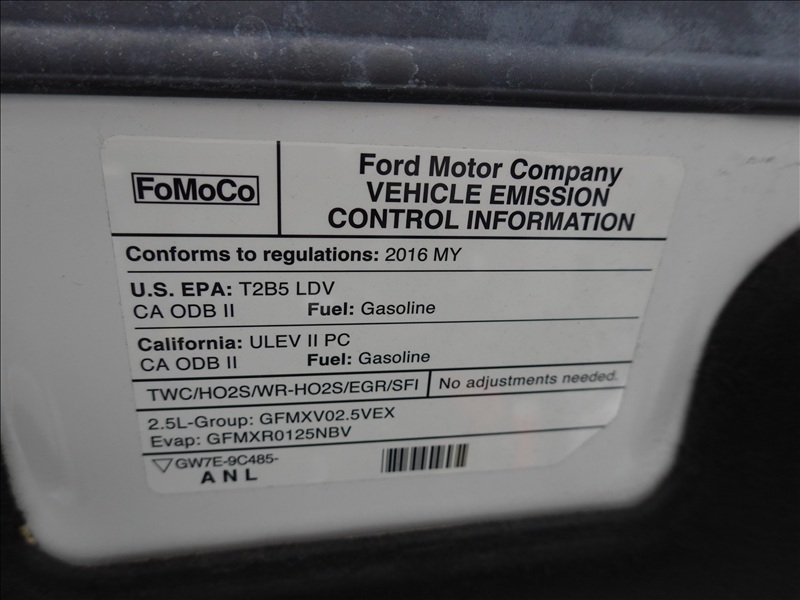 FoMoCo
Ford Motor Company
VEHICLE EMISSION
CONTROL INFORMATION
Conforms to regulations: 2016 MY
U.S. EPA: T2B5 LDV
CA ODB II Fuel: Gasoline
California: ULEV II PC
CA ODB II Fuel: Gasoline
TWC/HO2S/WR-HO2S/EGR/SFI No adjustments needed.
2.5L-Group: GFMXV02.5VEX
Evap: GFMXR0125NBV
GW7E-9C485-
ANL